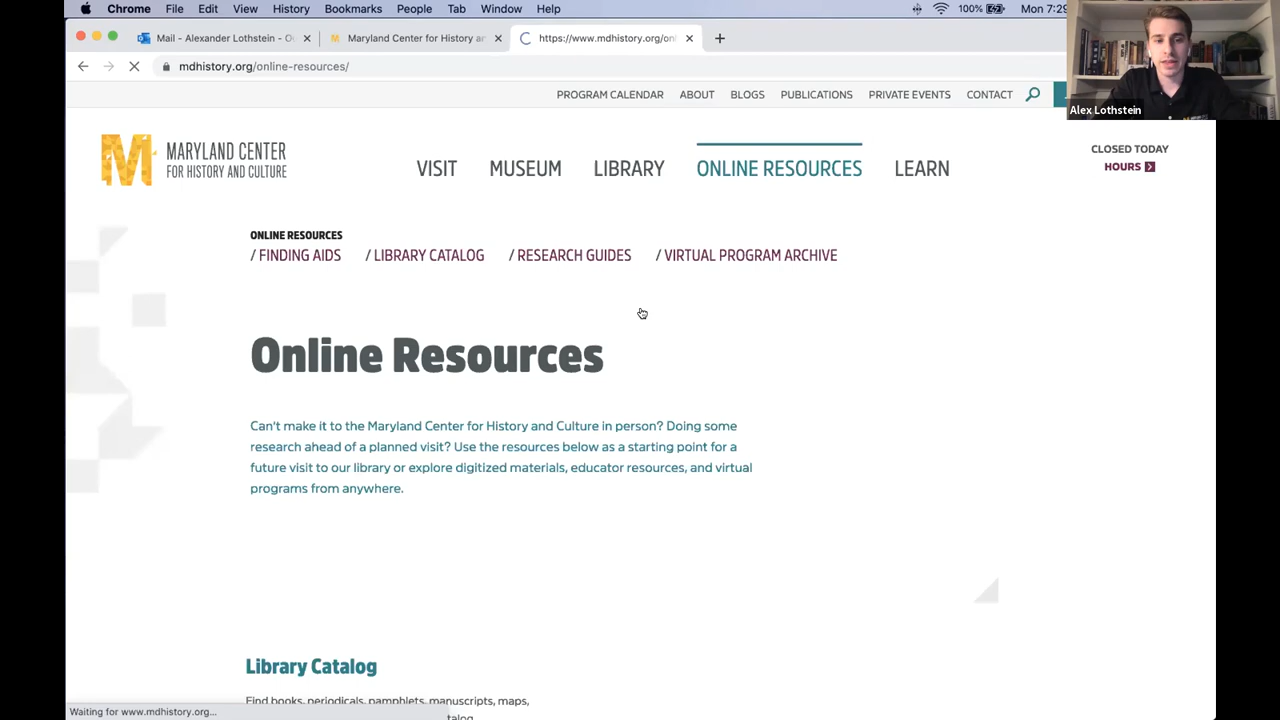 Chrome File Edit View History Bookmarks People Tab Window Help 100% Mon 7:29
Mail - Alexander Lothstein - O
Maryland Center for History a
https://www.mdhistory.org/onl
mdhistory.org/online-resources/
Alex Lothstein
PROGRAM CALENDAR ABOUT BLOGS PUBLICATIONS PRIVATE EVENTS CONTACT
MARYLAND CENTER
FOR HISTORY AND CULTURE
VISIT MUSEUM LIBRARY ONLINE RESOURCES LEARN
CLOSED TODAY
HOURS
ONLINE RESOURCES
/ FINDING AIDS / LIBRARY CATALOG / RESEARCH GUIDES / VIRTUAL PROGRAM ARCHIVE
Online Resources
Can't make it to the Maryland Center for History and Culture in person? Doing some
research ahead of a planned visit? Use the resources below as a starting point for a
future visit to our library or explore digitized materials, educator resources, and virtual
programs from anywhere.
Library Catalog
Find books, periodicals, pamphlets, manuscripts, maps,
Waiting for www.mdhistory.org...